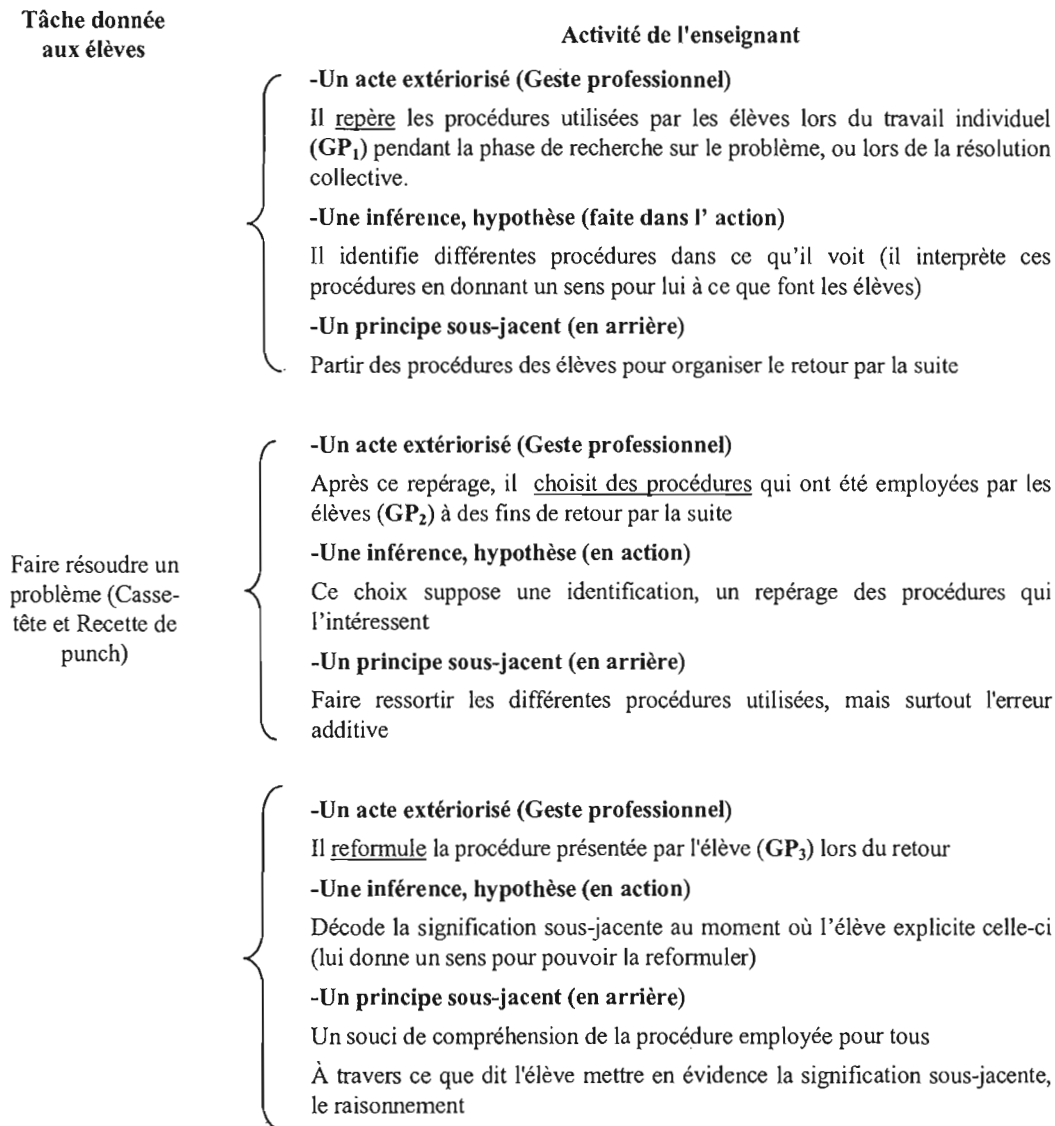 Tâche donnée
aux élèves
Activité de l'enseignant
-Un acte extériorisé (Geste professionnel)
Il repère les procédures utilisées par les élèves lors du travail individuel
(GP₁) pendant la phase de recherche sur le problème, ou lors de la résolution
collective.
-Une inférence, hypothèse (faite dans l' action)
Il identifie différentes procédures dans ce qu'il voit (il interprète ces
procédures en donnant un sens pour lui à ce que font les élèves)
-Un principe sous-jacent (en arrière)
Partir des procédures des élèves pour organiser le retour par la suite
Faire résoudre un
problème (Casse-
tête et Recette de
punch)
-Un acte extériorisé (Geste professionnel)
Après ce repérage, il choisit des procédures qui ont été employées par les
élèves (GP₂) à des fins de retour par la suite
-Une inférence, hypothèse (en action)
Ce choix suppose une identification, un repérage des procédures qui
l'intéressent
-Un principe sous-jacent (en arrière)
Faire ressortir les différentes procédures utilisées, mais surtout l'erreur
additive
-Un acte extériorisé (Geste professionnel)
Il reformule la procédure présentée par l'élève (GP₃) lors du retour
-Une inférence, hypothèse (en action)
Décode la signification sous-jacente au moment où l'élève explicite celle-ci
(lui donne un sens pour pouvoir la reformuler)
-Un principe sous-jacent (en arrière)
Un souci de compréhension de la procédure employée pour tous
À travers ce que dit l'élève mettre en évidence la signification sous-jacente,
le raisonnement